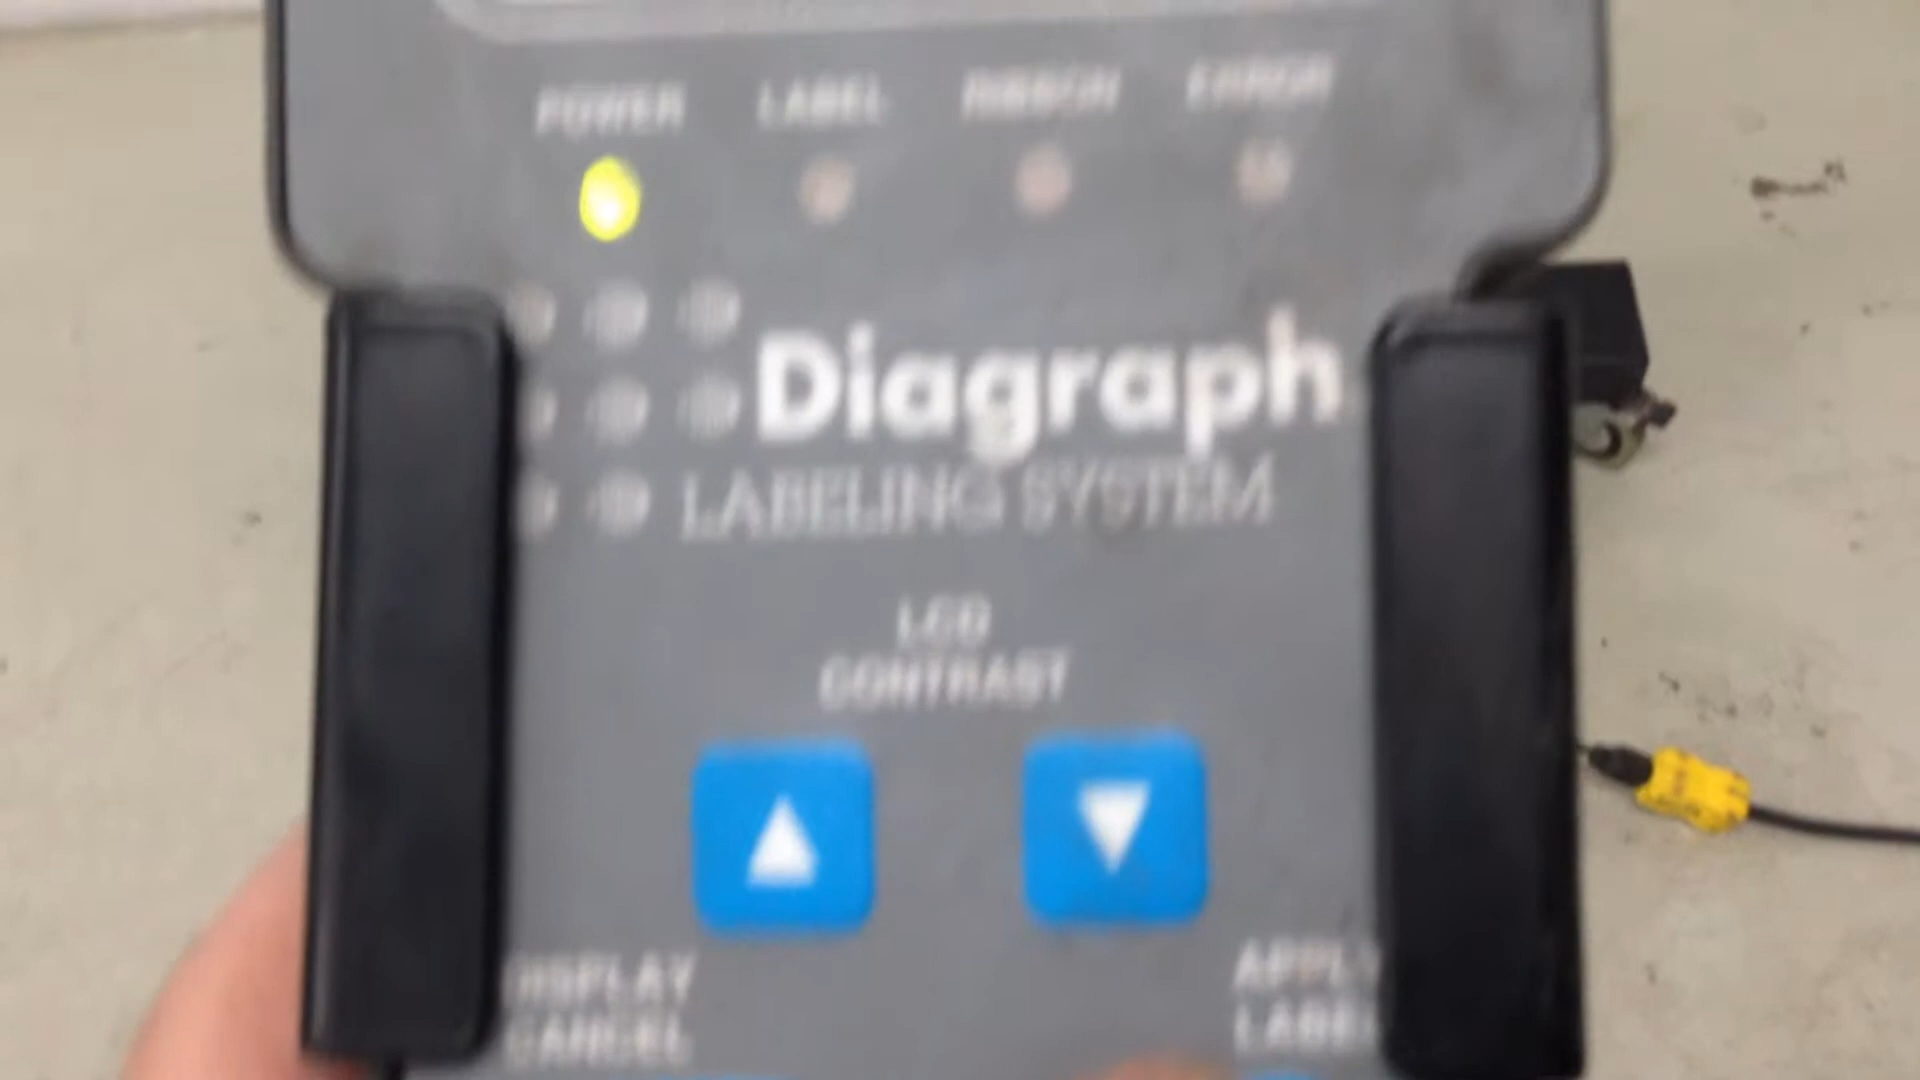 POWER LABEL RIBBON ERROR
Diagraph
LABELING SYSTEM
LCD
CONTRAST
DISPLAY
CANCEL
APPLY
LABEL